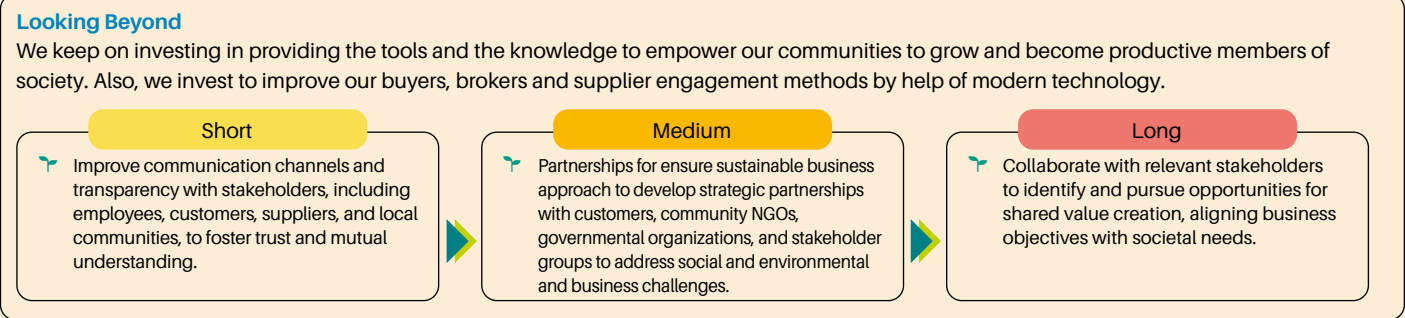 Looking Beyond
We keep on investing in providing the tools and the knowledge to empower our communities to grow and become productive members of
society. Also, we invest to improve our buyers, brokers and supplier engagement methods by help of modern technology.
Short
Improve communication channels and
transparency with stakeholders, including
employees, customers, suppliers, and local
communities, to foster trust and mutual
understanding.
Medium
Partnerships for ensure sustainable business
approach to develop strategic partnerships
with customers, community NGOs,
governmental organizations, and stakeholder
groups to address social and environmental
and business challenges.
Long
Collaborate with relevant stakeholders
to identify and pursue opportunities for
shared value creation, aligning business
objectives with societal needs.